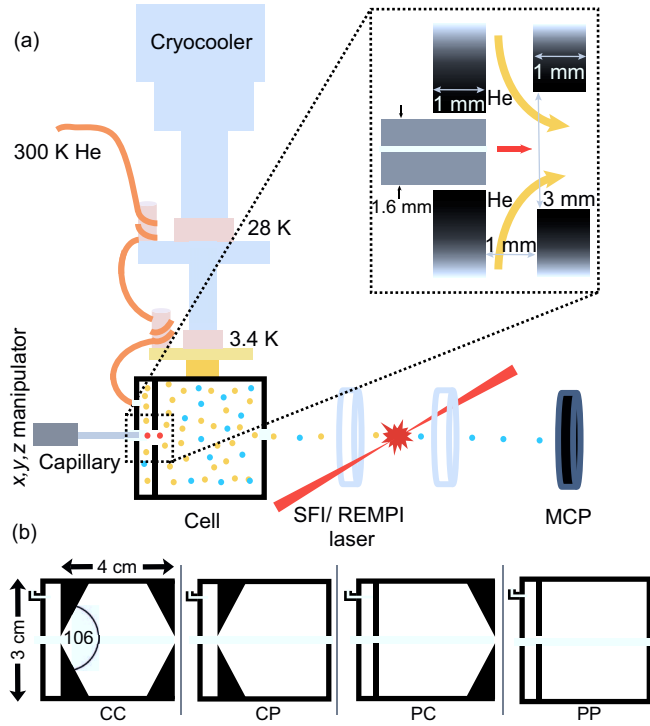 (a)
Cryocooler
300 K He
28 K
3.4 K
x,y,z manipulator
Capillary
Cell
SFI/ REMPI
laser
MCP
1 mm
He
1 mm
1.6 mm
He
3 mm
1 mm
(b)
4 cm
3 cm
106
CC
CP
PC
PP